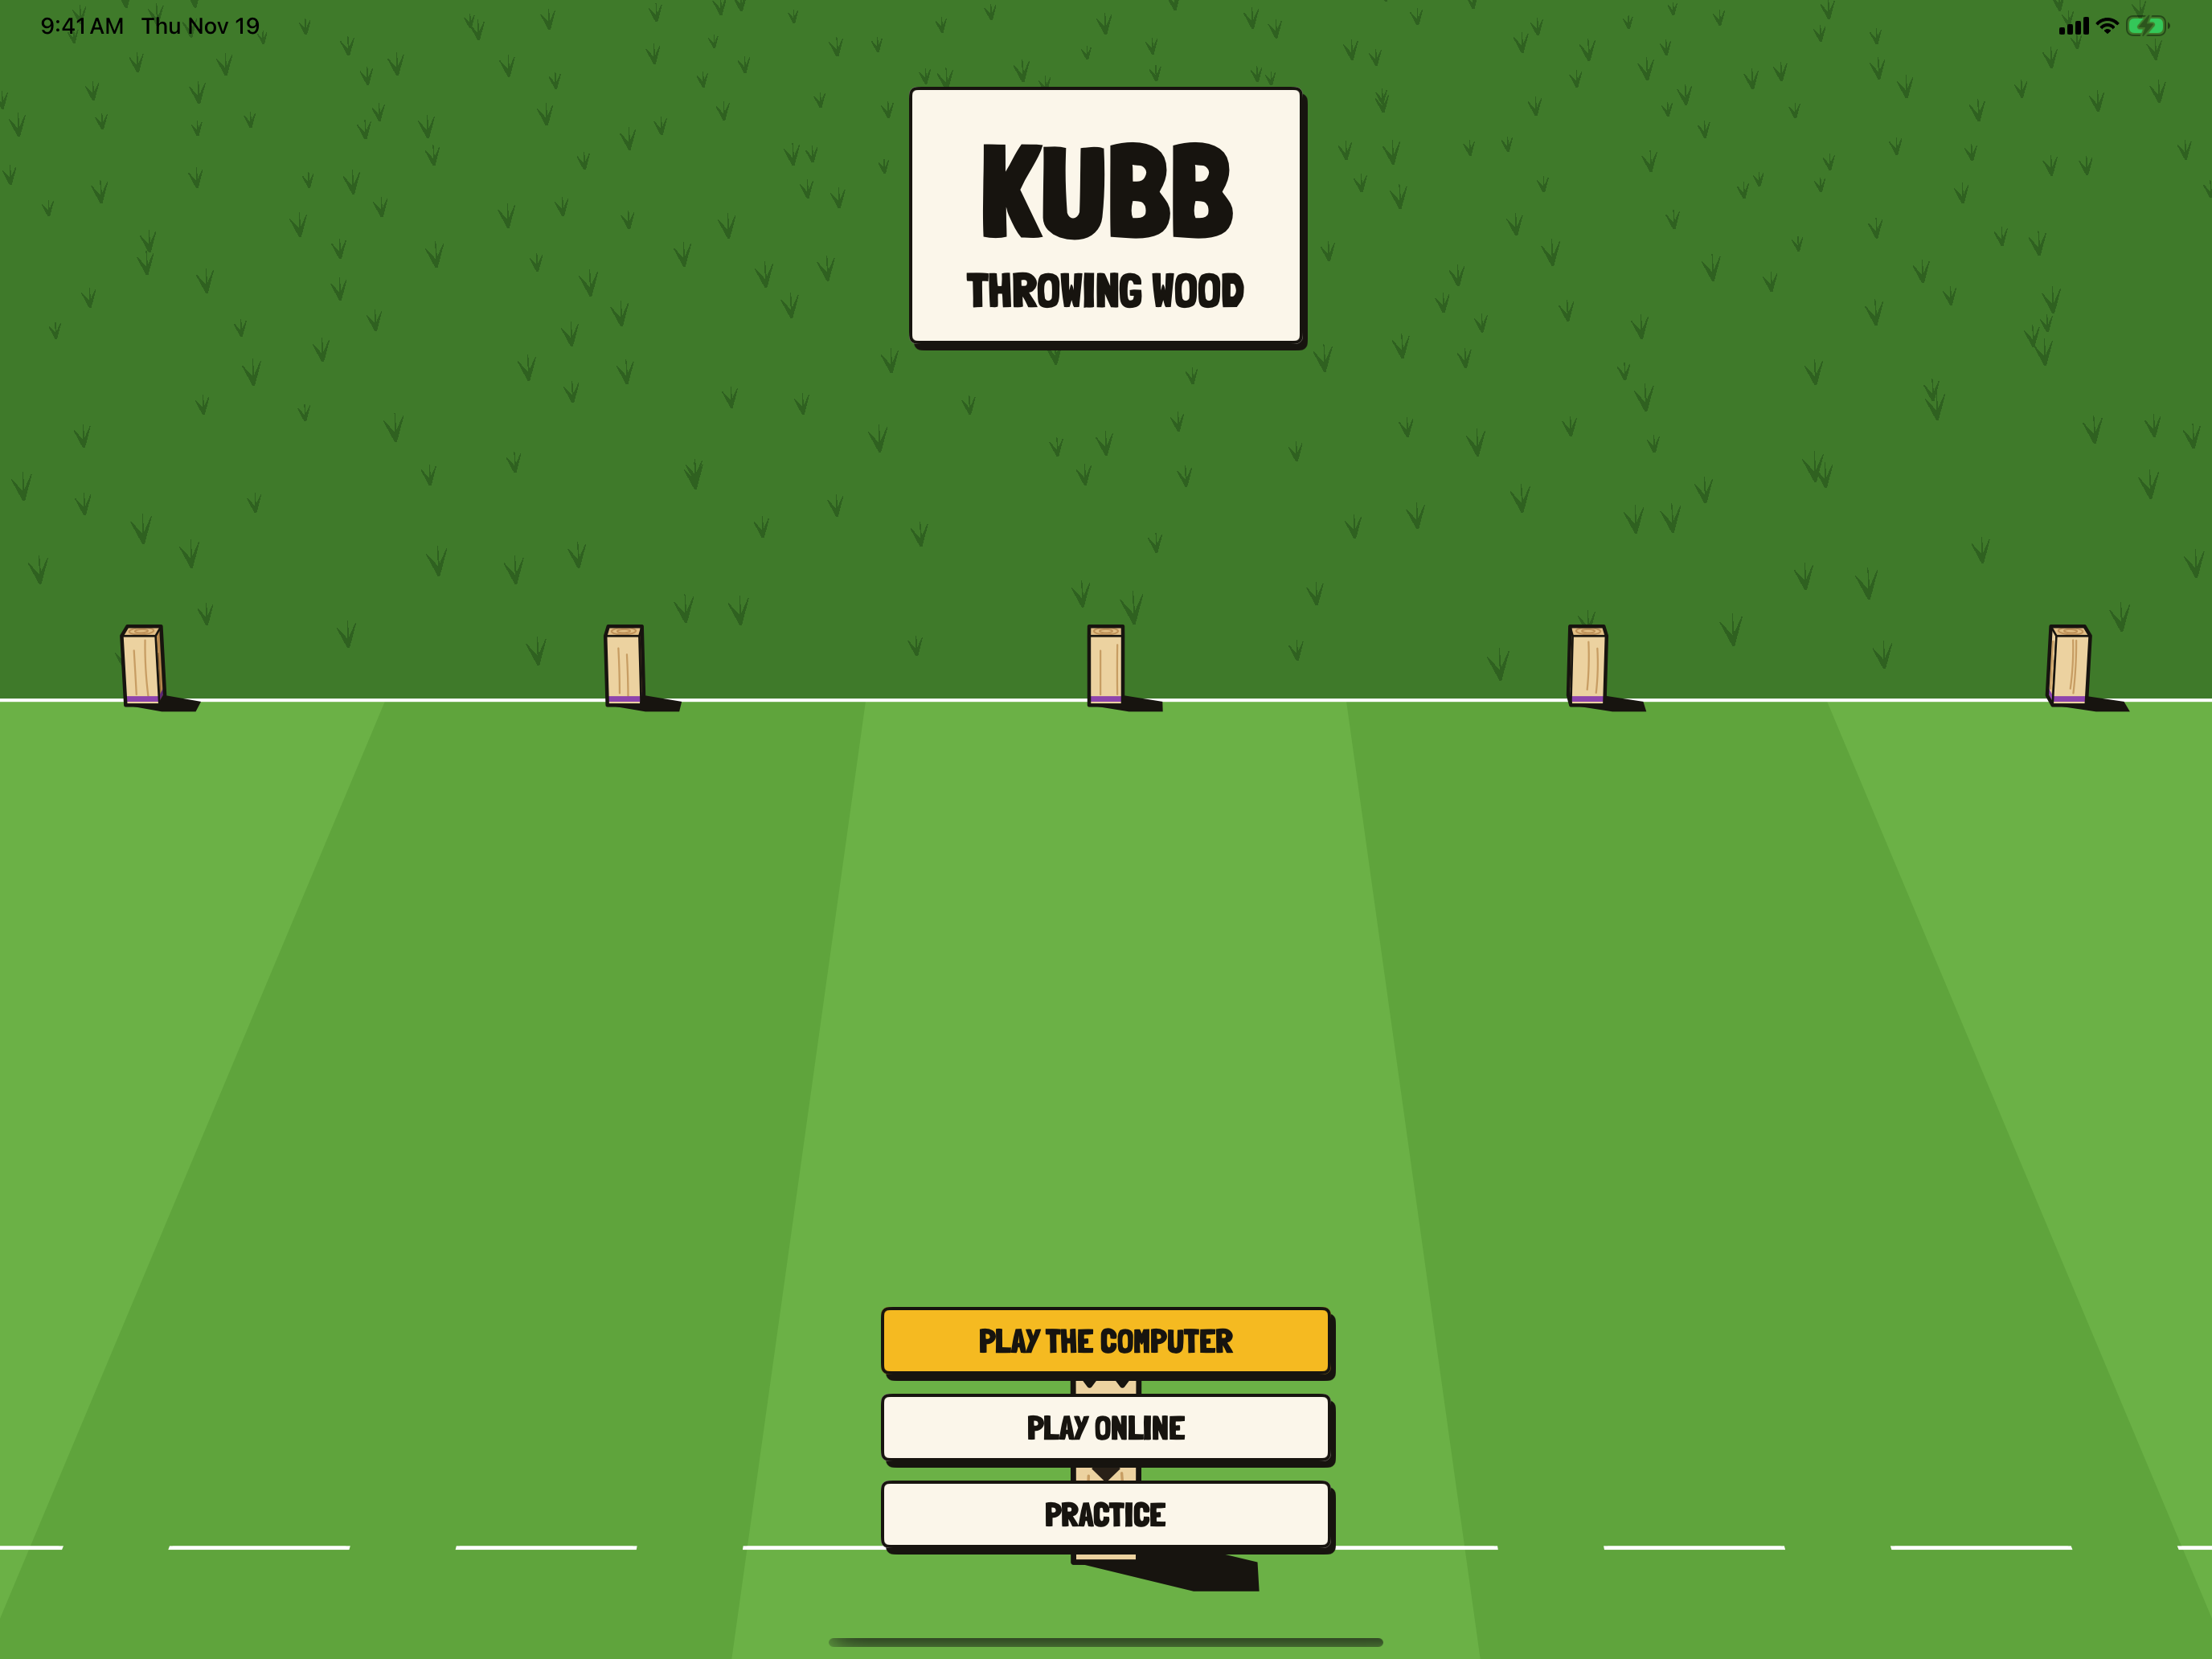 9:41 AM Thu Nov 19
KUBB
THROWING WOOD
PLAY THE COMPUTER
PLAY ONLINE
PRACTICE